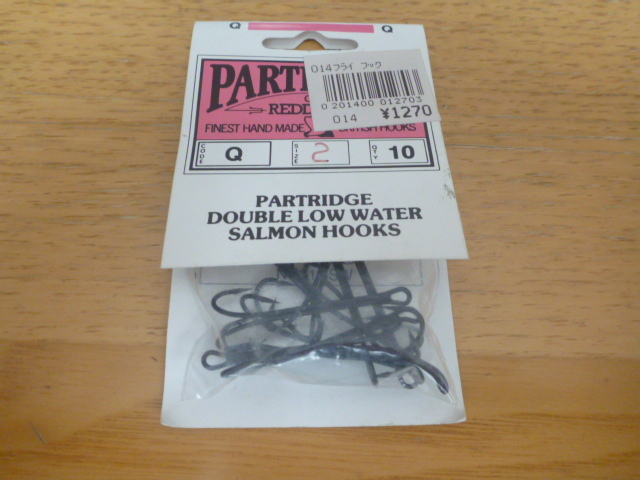 Q Q
PARTRI
REDD
FINEST HAND MADE BRITISH HOOKS
014フライ フック
0 201400 012703
014 ¥1270
CODE Q SIZE 2 QTY 10
PARTRIDGE
DOUBLE LOW WATER
SALMON HOOKS